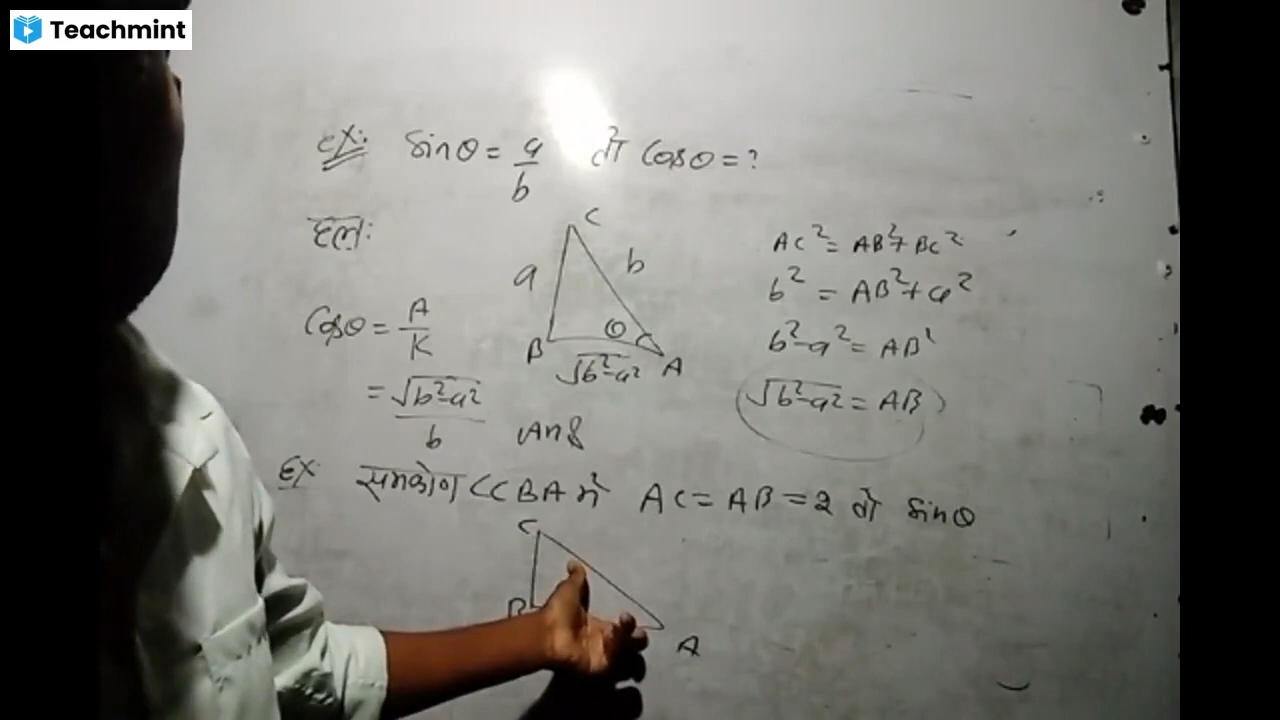 Teachmint
Ex: Sinθ = a/b तो Cosθ = ?
हल:
C
a
b
θ
B
A
√b²-a²
AC² = AB² + BC²
b² = AB² + a²
b²-a² = AB²
√b²-a² = AB
Cosθ = A/K
= √b²-a²/b Ans
Ex: समकोण ∠CBA में AC = AB = 2 तो Sinθ
C
B
A